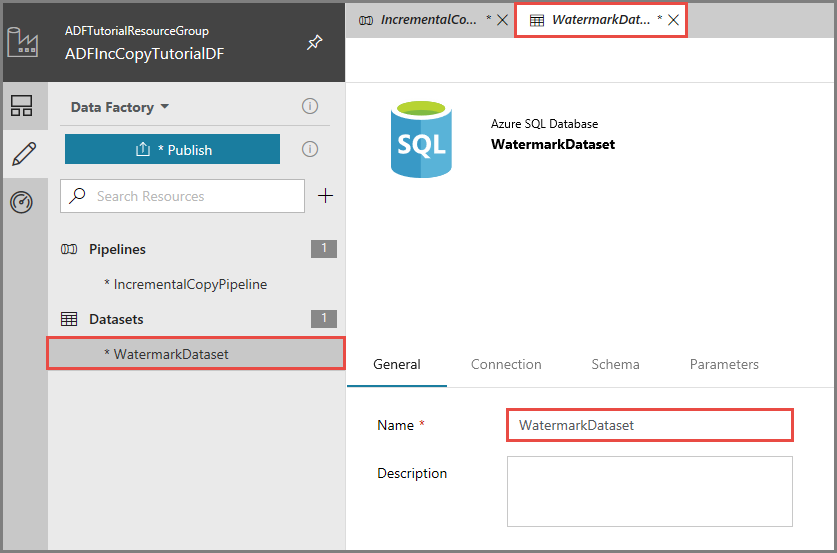 ADFTutorialResourceGroup
ADFIncCopyTutorialDF
IncrementalCo... *
WatermarkDat... *
Data Factory
* Publish
Search Resources
Pipelines 1
* IncrementalCopyPipeline
Datasets 1
* WatermarkDataset
SQL
Azure SQL Database
WatermarkDataset
General Connection Schema Parameters
Name * WatermarkDataset
Description